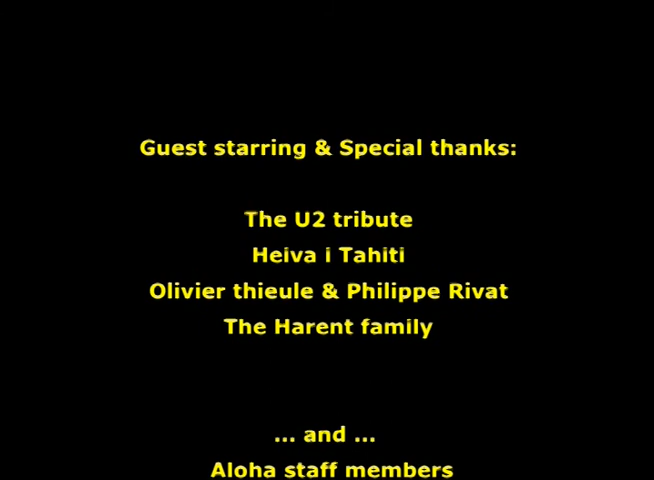 Guest starring & Special thanks:
The U2 tribute
Heiva i Tahiti
Olivier thieule & Philippe Rivat
The Harent family
... and ...
Aloha staff members